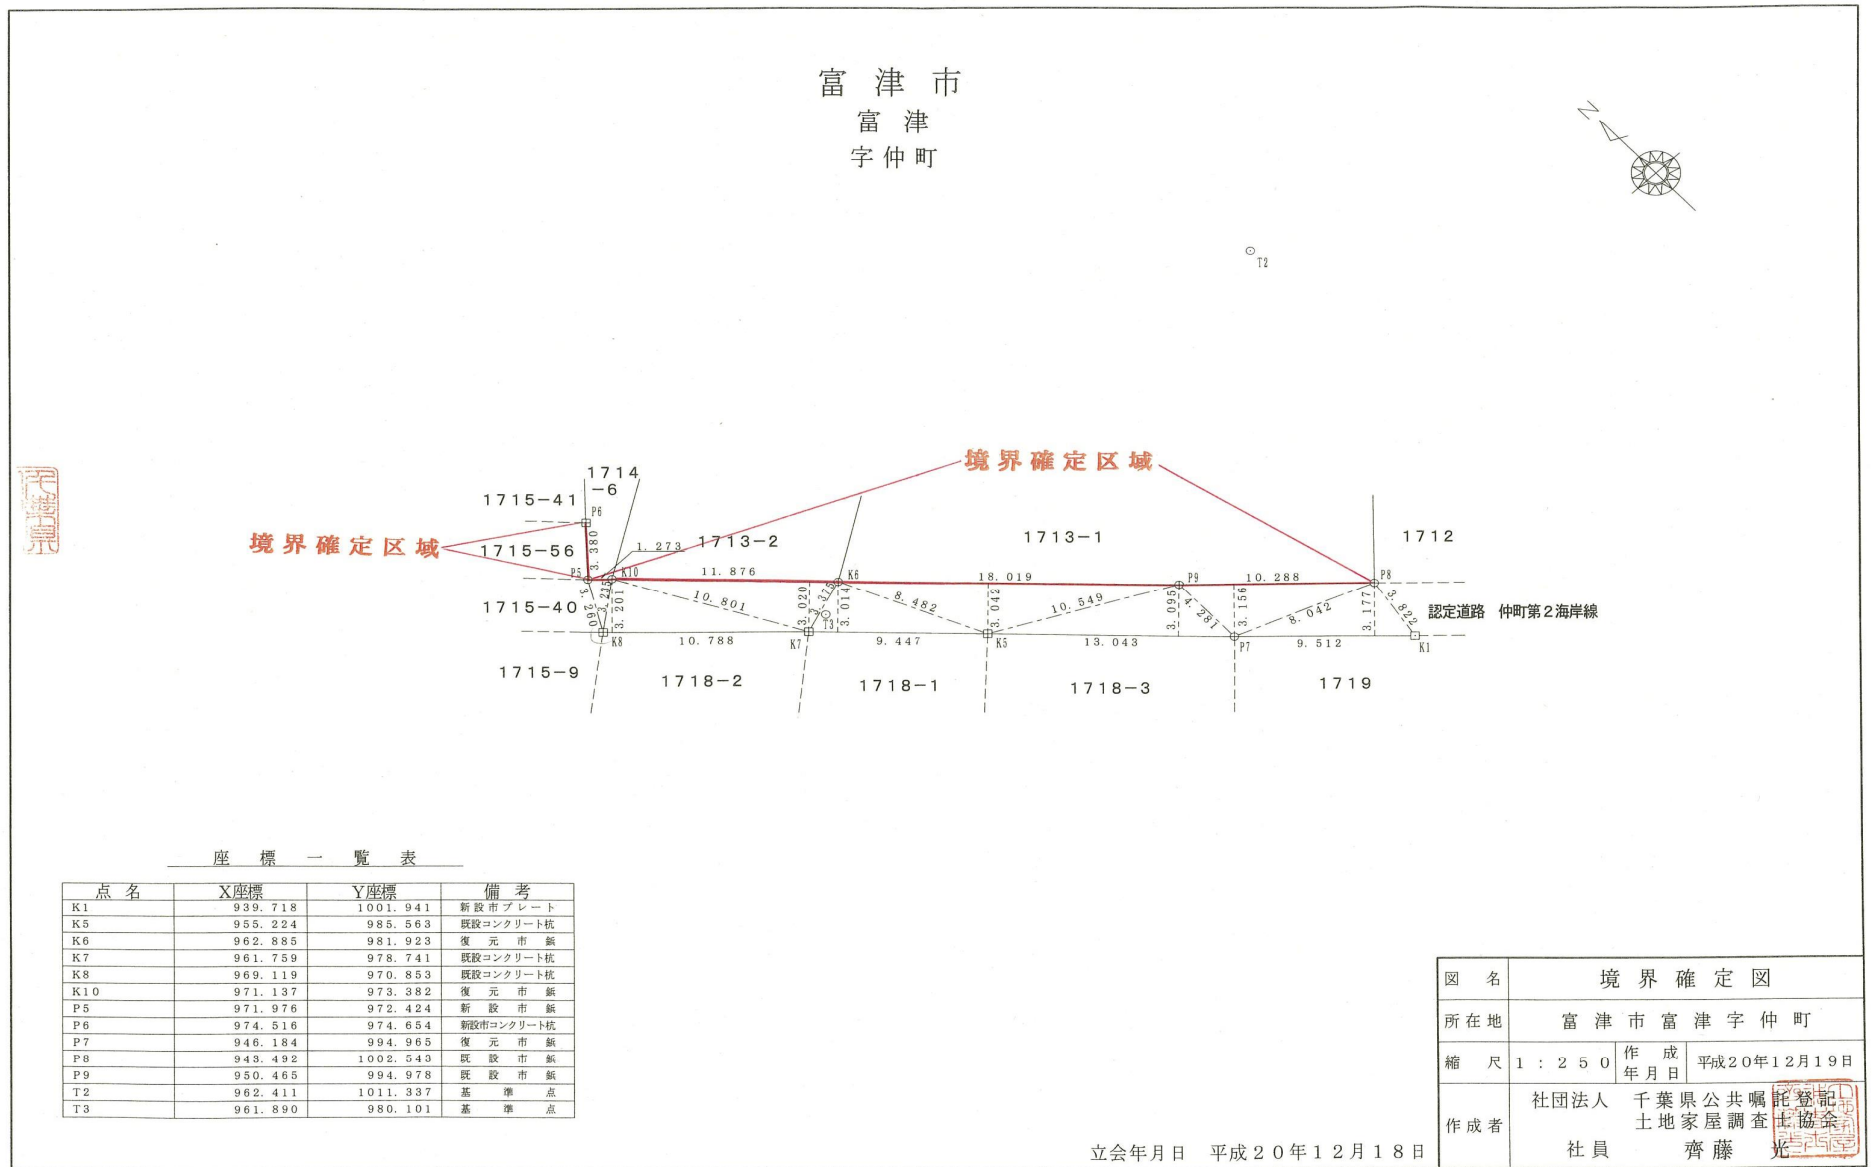 富津市
富津
字仲町
N
T2
境界確定区域
境界確定区域
1714
-6
1715-41
P6
1715-56
3.380
1.273
1713-2
1713-1
1712
P5
K10
11.876
K6
18.019
P9
10.288
P8
1715-40
3.260
3.215
3.201
10.801
3.020
3.375
3.014
T3
8.482
3.042
10.549
3.095
4.281
3.156
8.042
3.177
3.822
認定道路 仲町第2海岸線
K8
10.788
K7
9.447
K5
13.043
P7
9.512
K1
1715-9
1718-2
1718-1
1718-3
1719
座標一覧表
点名 X座標 Y座標 備考
K1 939.718 1001.941 新設市プレート
K5 955.224 985.563 既設コンクリート杭
K6 962.885 981.923 復元市鋲
K7 961.759 978.741 既設コンクリート杭
K8 969.119 970.853 既設コンクリート杭
K10 971.137 973.382 復元市鋲
P5 971.976 972.424 新設市鋲
P6 974.516 974.654 新設市コンクリート杭
P7 946.184 994.965 復元市鋲
P8 943.492 1002.543 既設市鋲
P9 950.465 994.978 既設市鋲
T2 962.411 1011.337 基準点
T3 961.890 980.101 基準点
図名 境界確定図
所在地 富津市富津字仲町
縮尺 1:250 作成年月日 平成20年12月19日
作成者 社団法人 千葉県公共嘱託登記
土地家屋調査士協会
社員 齊藤 光
立会年月日 平成20年12月18日